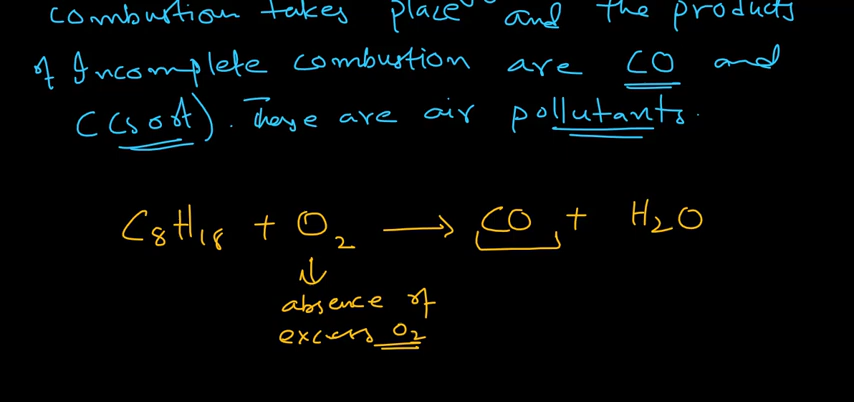 combustion takes place and the products
of Incomplete combustion are CO and
C (soot). These are air pollutants.
C₈H₁₈ + O₂ ⟶ CO + H₂O
↓
absence of
excess O₂